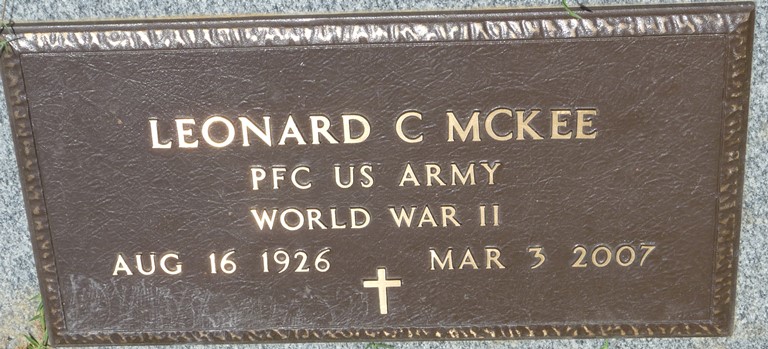 LEONARD C MCKEE
PFC US ARMY
WORLD WAR II
AUG 16 1926 MAR 3 2007